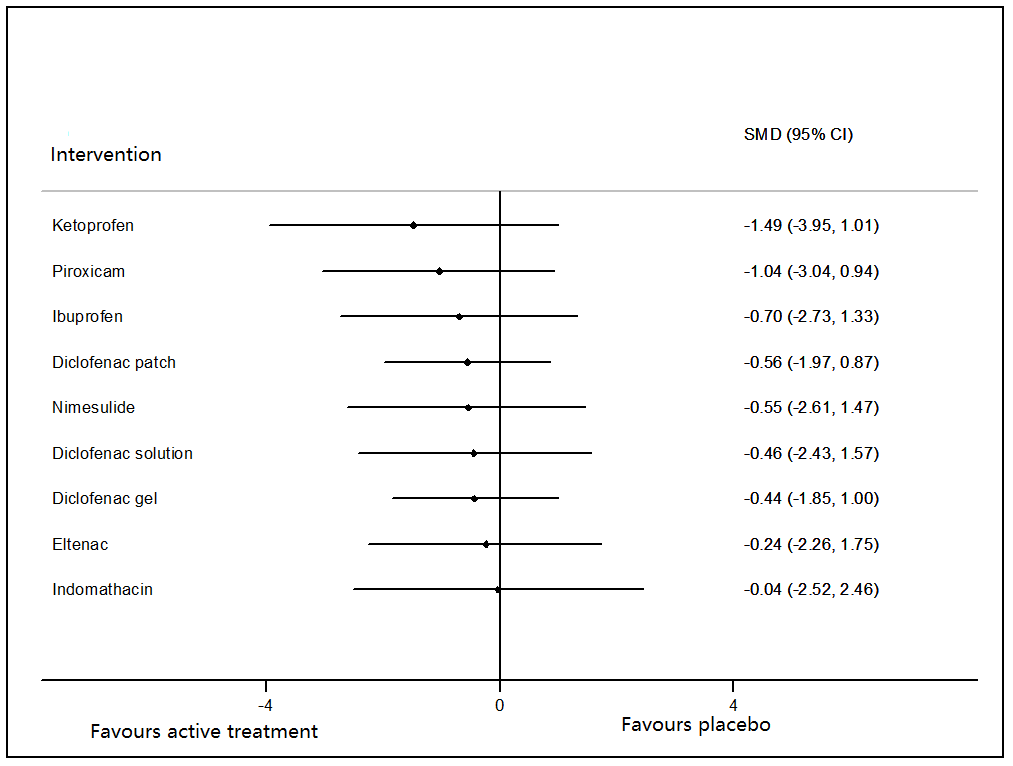 SMD (95% CI)
Intervention
Ketoprofen -1.49 (-3.95, 1.01)
Piroxicam -1.04 (-3.04, 0.94)
Ibuprofen -0.70 (-2.73, 1.33)
Diclofenac patch -0.56 (-1.97, 0.87)
Nimesulide -0.55 (-2.61, 1.47)
Diclofenac solution -0.46 (-2.43, 1.57)
Diclofenac gel -0.44 (-1.85, 1.00)
Eltenac -0.24 (-2.26, 1.75)
Indomathacin -0.04 (-2.52, 2.46)
-4 0 4
Favours active treatment Favours placebo